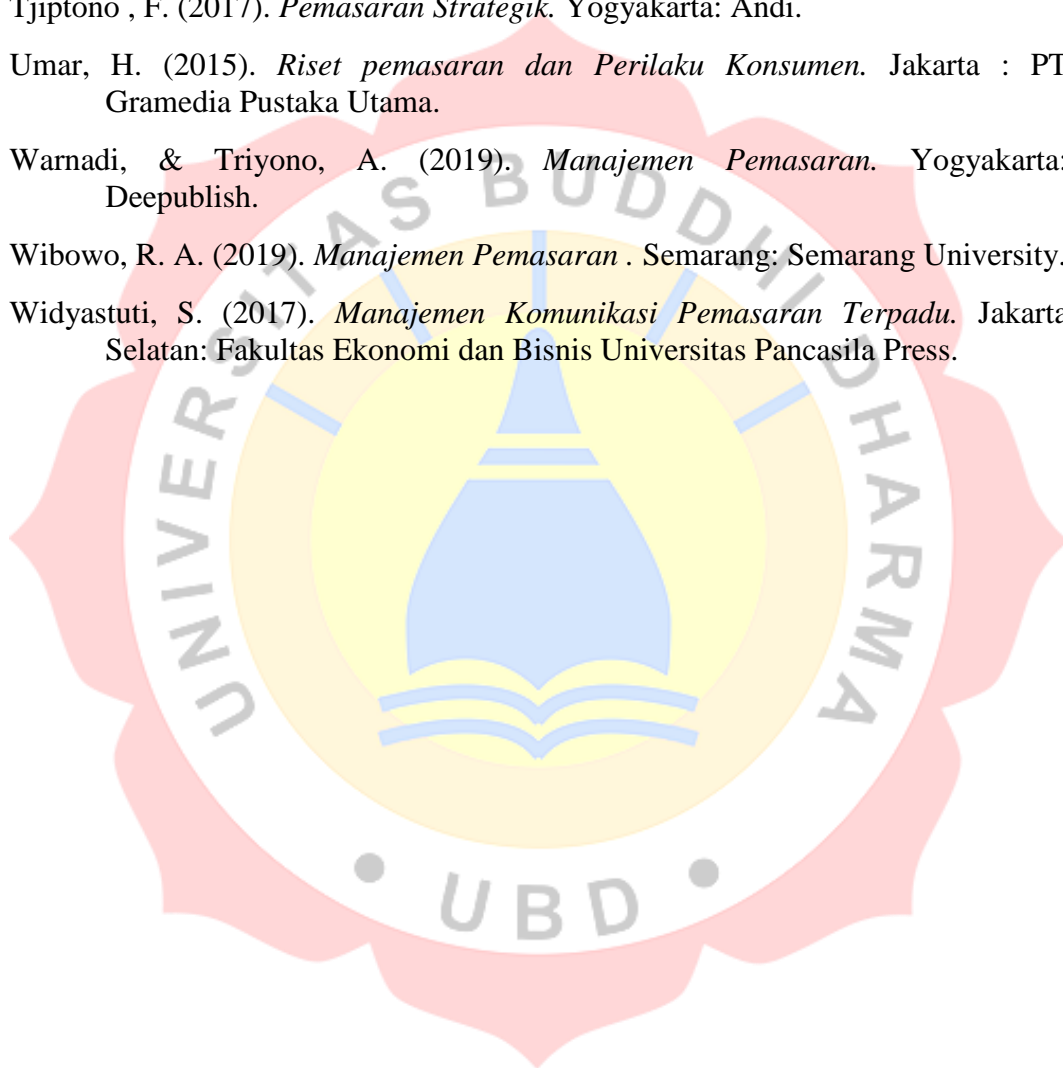 Tjiptono , F. (2017). Pemasaran Strategik. Yogyakarta: Andi.
Umar, H. (2015). Riset pemasaran dan Perilaku Konsumen. Jakarta : PT
Gramedia Pustaka Utama.
Warnadi, & Triyono, A. (2019). Manajemen Pemasaran. Yogyakarta:
Deepublish.
Wibowo, R. A. (2019). Manajemen Pemasaran . Semarang: Semarang University.
Widyastuti, S. (2017). Manajemen Komunikasi Pemasaran Terpadu. Jakarta
Selatan: Fakultas Ekonomi dan Bisnis Universitas Pancasila Press.
UNIVERSITAS BUDDHI DHARMA
• UBD •